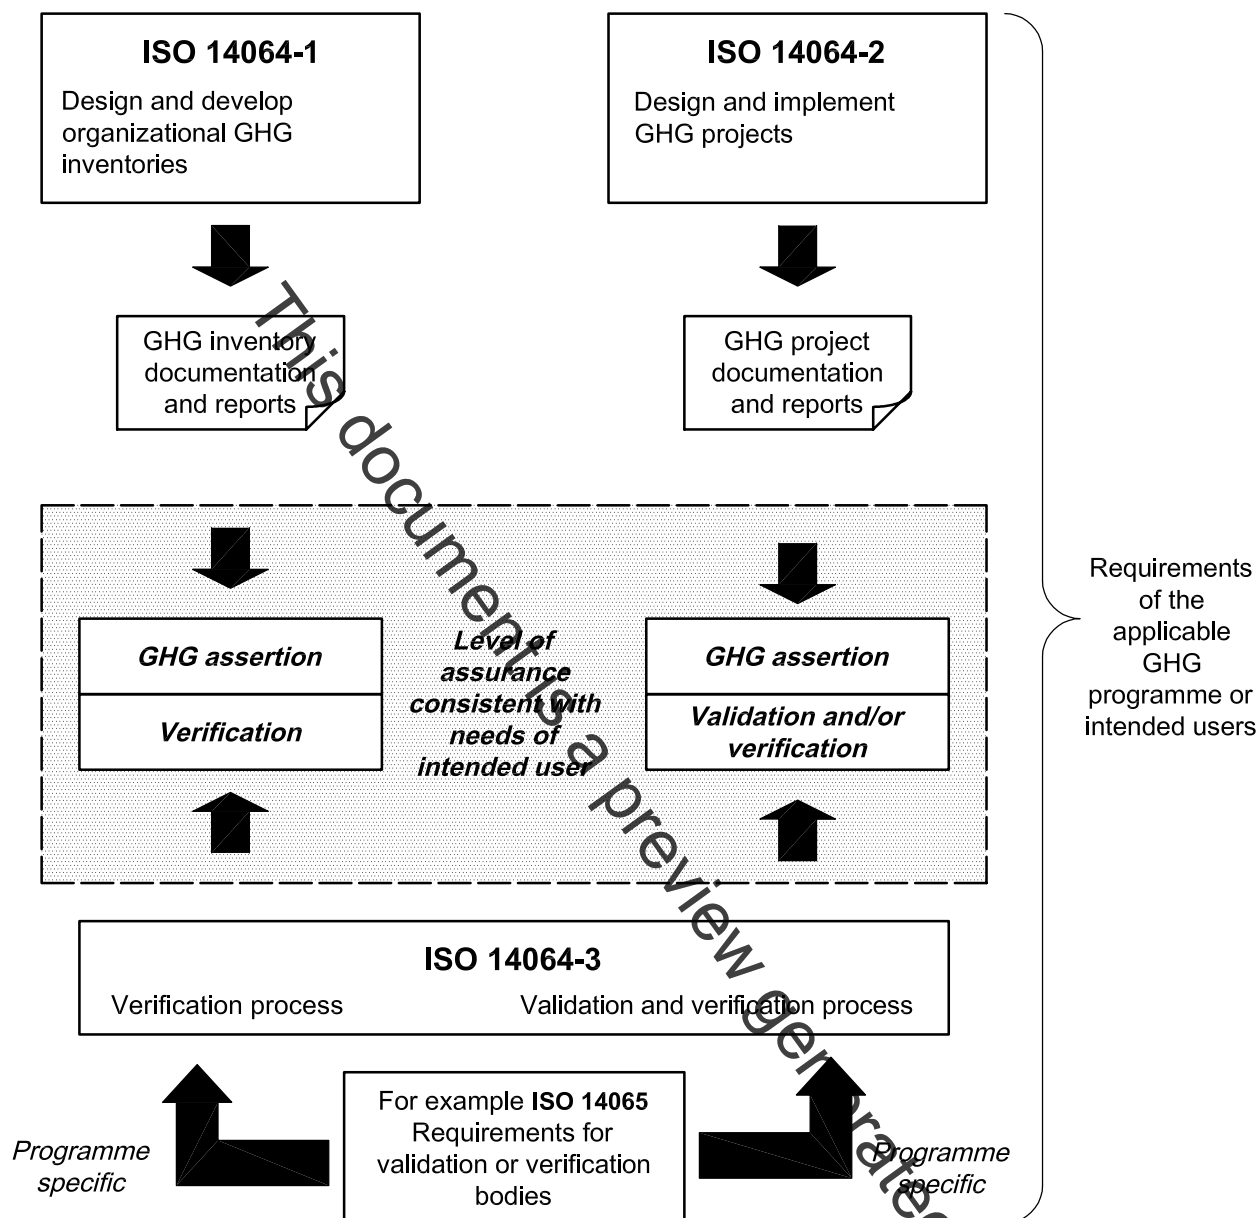 ISO 14064-1
Design and develop
organizational GHG
inventories
ISO 14064-2
Design and implement
GHG projects
GHG inventory
documentation
and reports
GHG project
documentation
and reports
GHG assertion
Verification
Level of
assurance
consistent with
needs of
intended user
GHG assertion
Validation and/or
verification
Requirements
of the
applicable
GHG
programme or
intended users
ISO 14064-3
Verification process
Validation and verification process
Programme
specific
For example ISO 14065
Requirements for
validation or verification
bodies
Programme
specific
This document is a preview generated